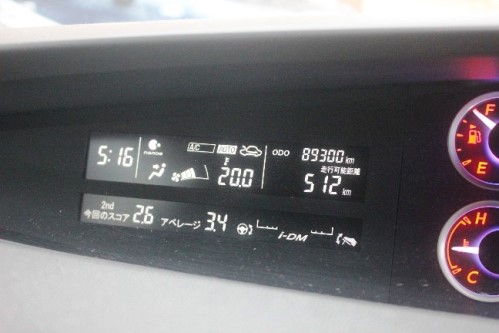 5:16 nanoe A/C AUTO 20.0 ODO 89300 km
走行可能距離
512 km
2nd
今回のスコア 2.6 アベレージ 3.4 i-DM
F
E
H
C